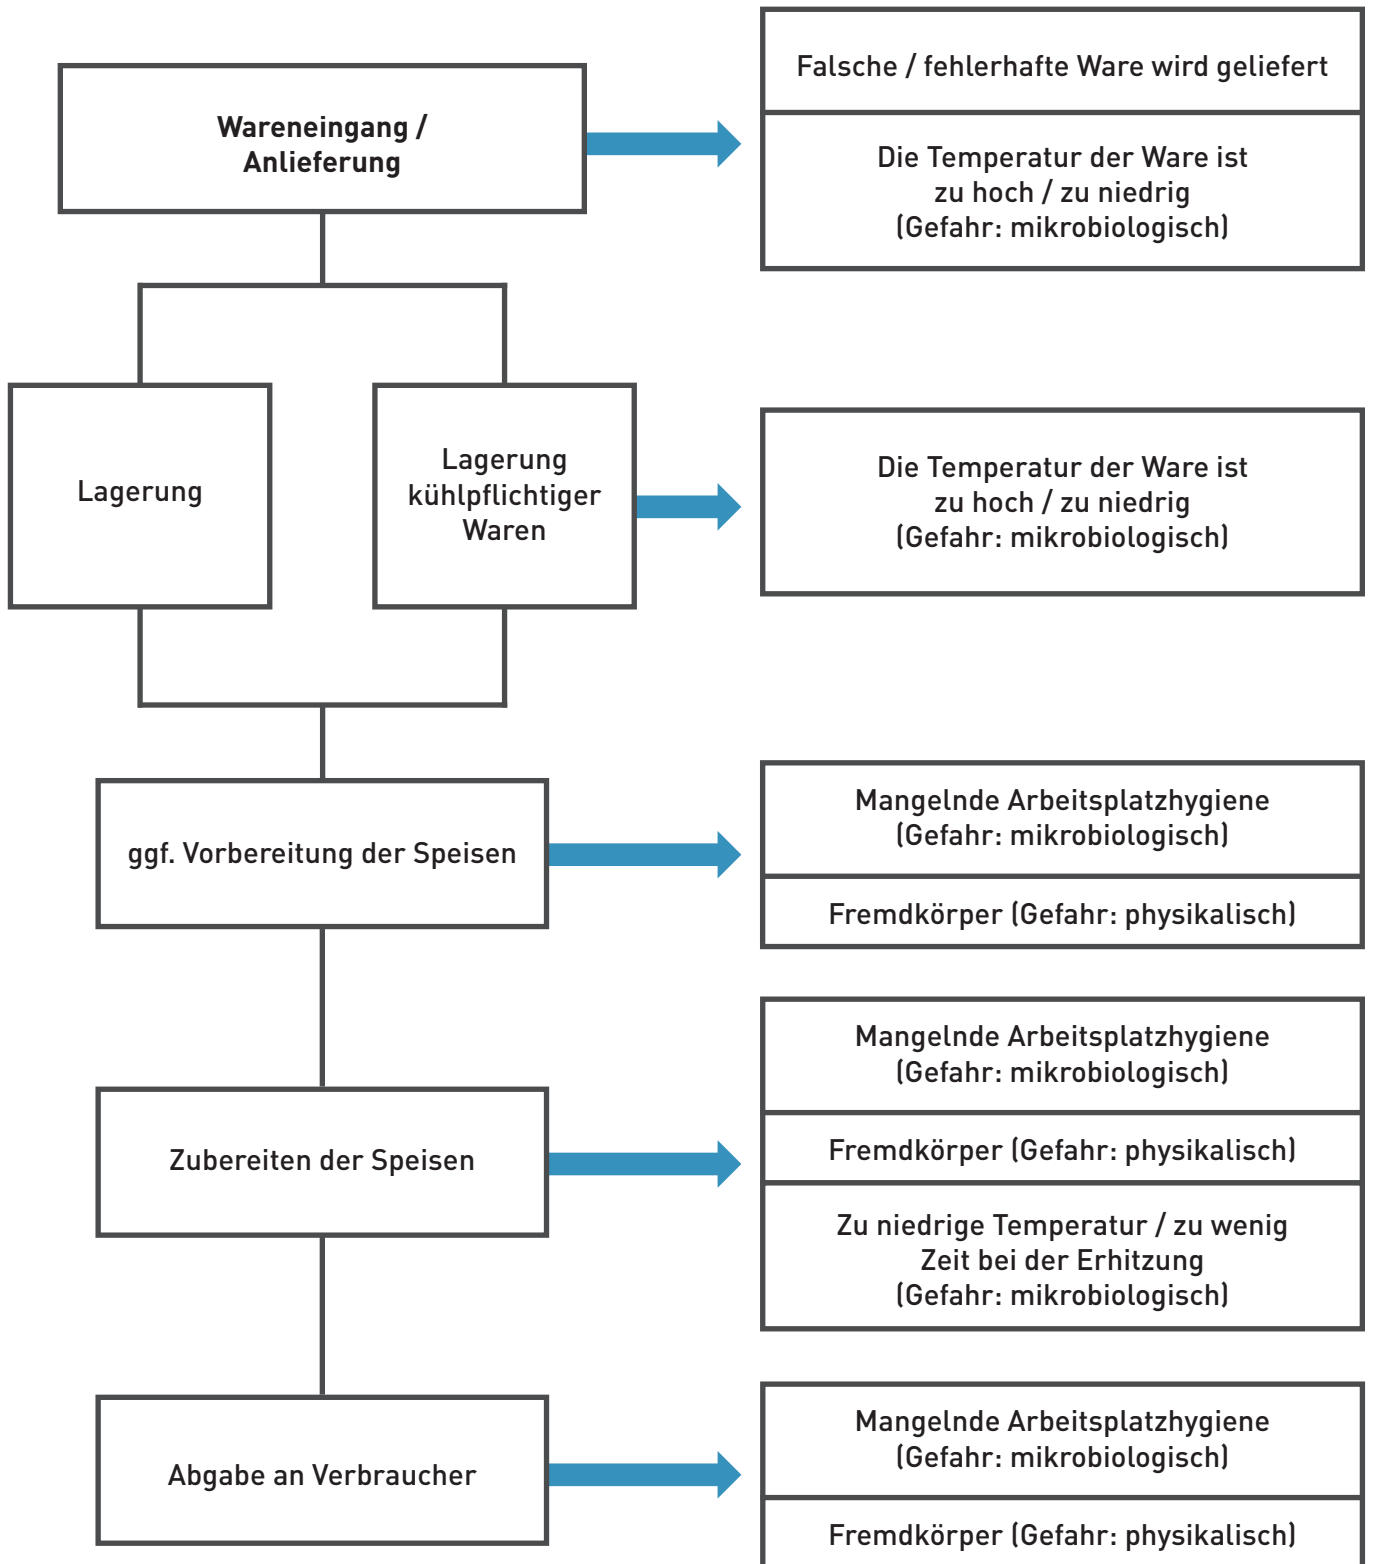 Wareneingang /
Anlieferung
Falsche / fehlerhafte Ware wird geliefert
Die Temperatur der Ware ist
zu hoch / zu niedrig
(Gefahr: mikrobiologisch)
Lagerung
Lagerung
kühlpflichtiger
Waren
Die Temperatur der Ware ist
zu hoch / zu niedrig
(Gefahr: mikrobiologisch)
ggf. Vorbereitung der Speisen
Mangelnde Arbeitsplatzhygiene
(Gefahr: mikrobiologisch)
Fremdkörper (Gefahr: physikalisch)
Zubereiten der Speisen
Mangelnde Arbeitsplatzhygiene
(Gefahr: mikrobiologisch)
Fremdkörper (Gefahr: physikalisch)
Zu niedrige Temperatur / zu wenig
Zeit bei der Erhitzung
(Gefahr: mikrobiologisch)
Abgabe an Verbraucher
Mangelnde Arbeitsplatzhygiene
(Gefahr: mikrobiologisch)
Fremdkörper (Gefahr: physikalisch)